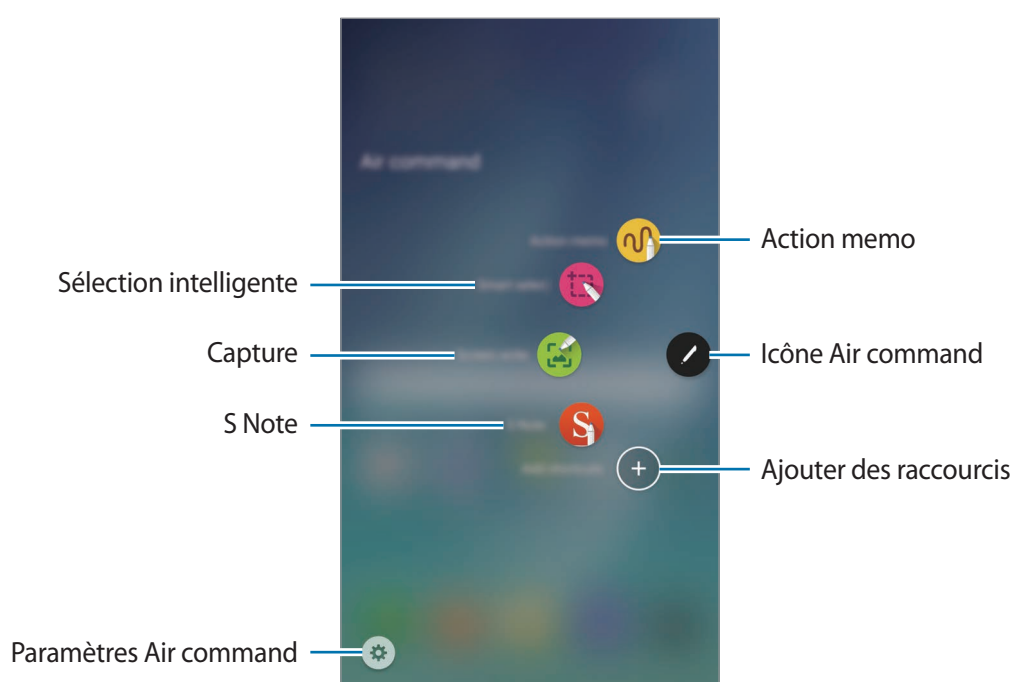 Air command
Action memo
Sélection intelligente
Capture
Icône Air command
S Note
S
Ajouter des raccourcis
Paramètres Air command